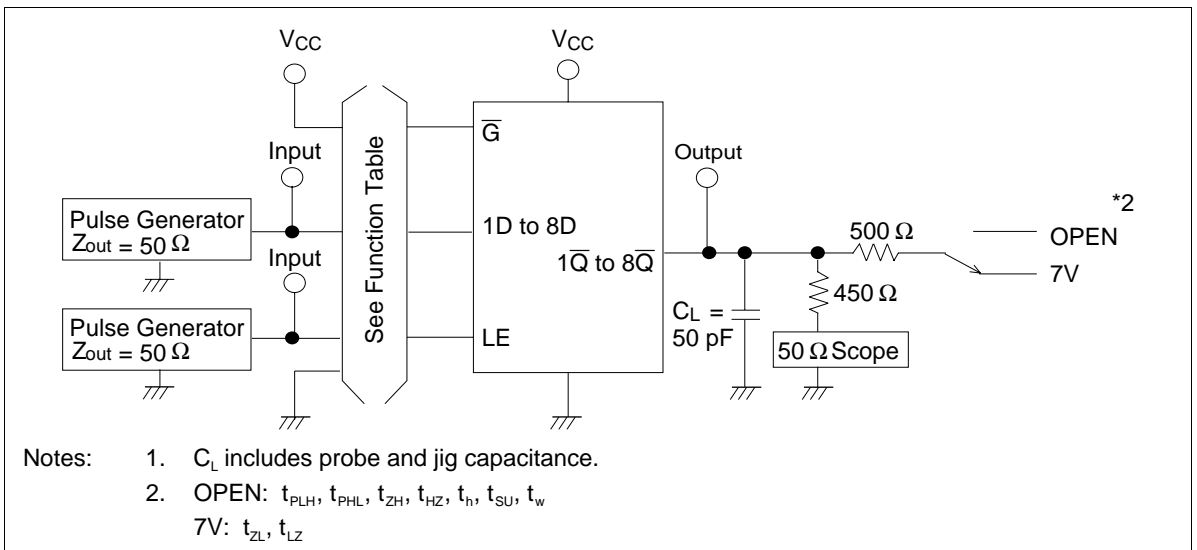 VCC
VCC
Input
Pulse Generator
Zout = 50 Ω
Input
Pulse Generator
Zout = 50 Ω
See Function Table
G̅
1D to 8D
1Q̅ to 8Q̅
LE
Output
CL =
50 pF
500 Ω
450 Ω
50 Ω Scope
*2
OPEN
7V
Notes: 1. CL includes probe and jig capacitance.
2. OPEN: tPLH, tPHL, tZH, tHZ, th, tSU, tw
7V: tZL, tLZ